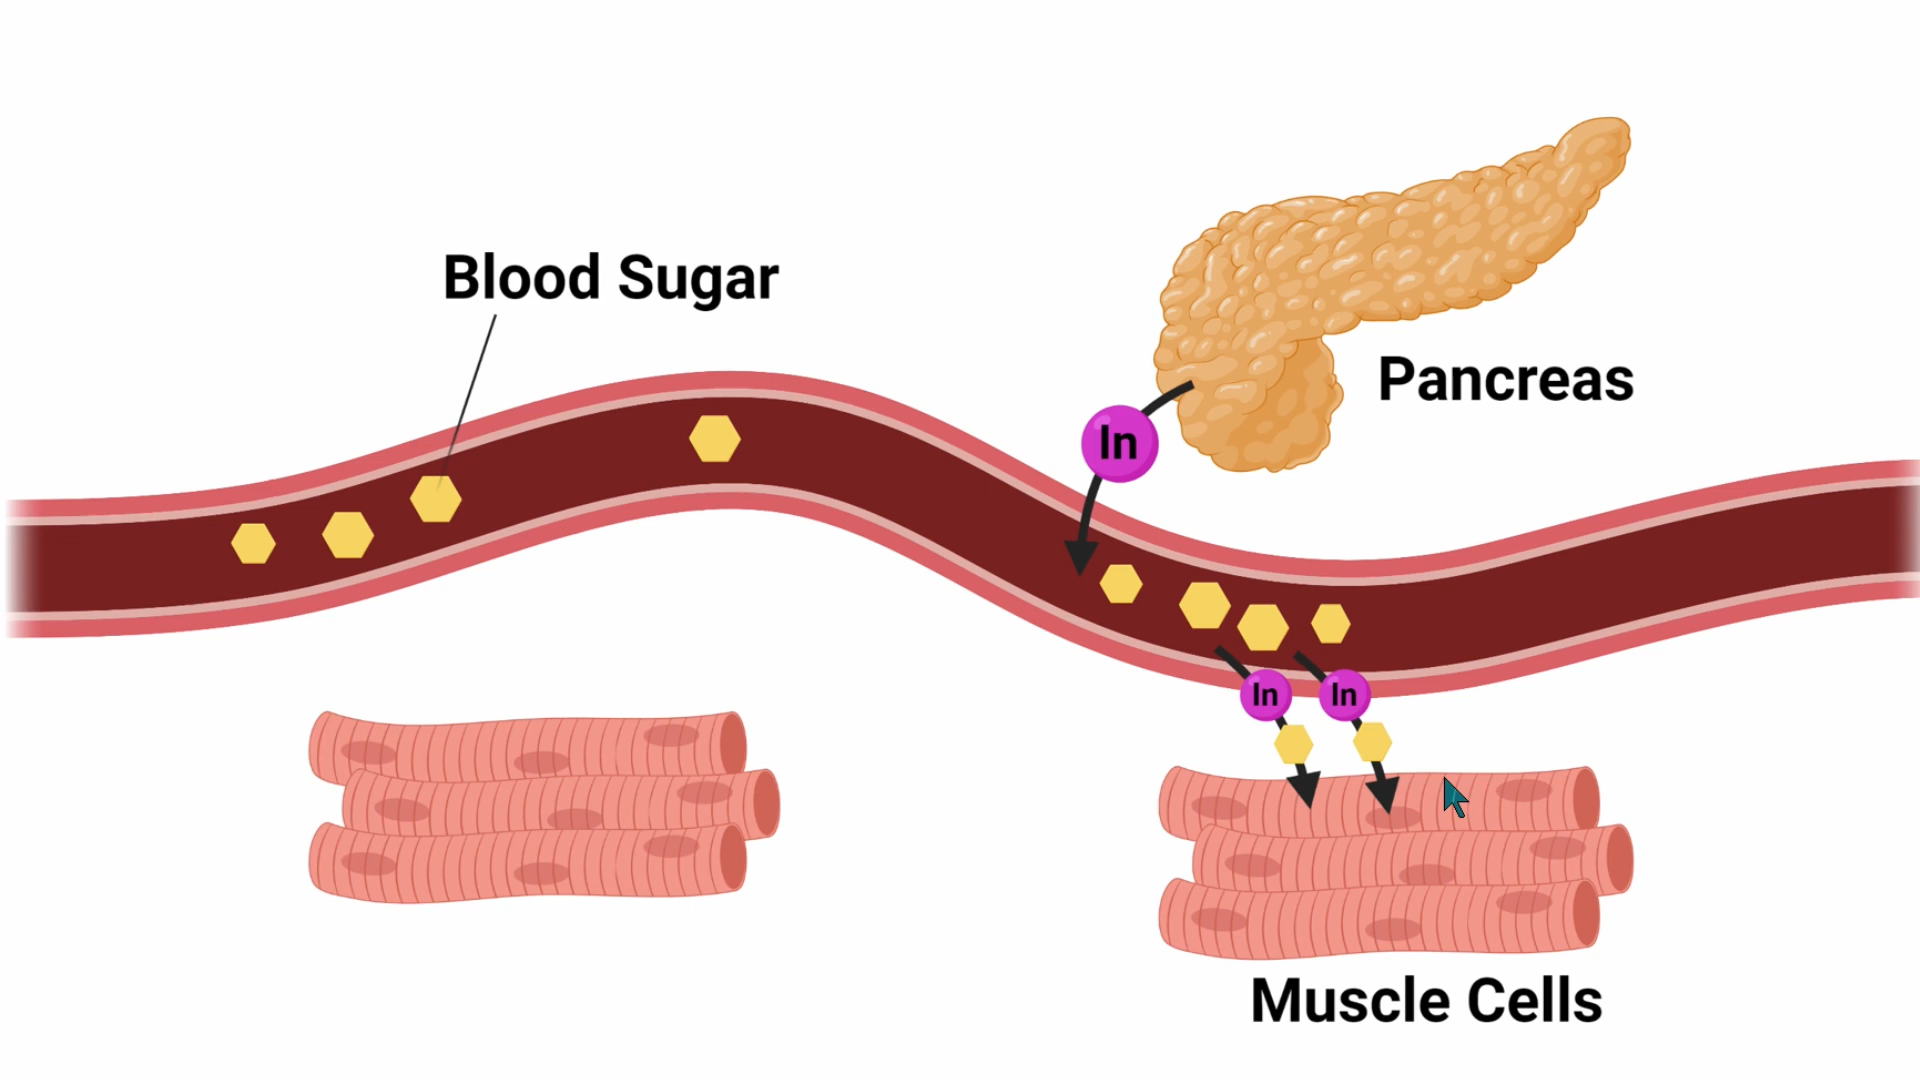 Blood Sugar
Pancreas
In
In
In
Muscle Cells